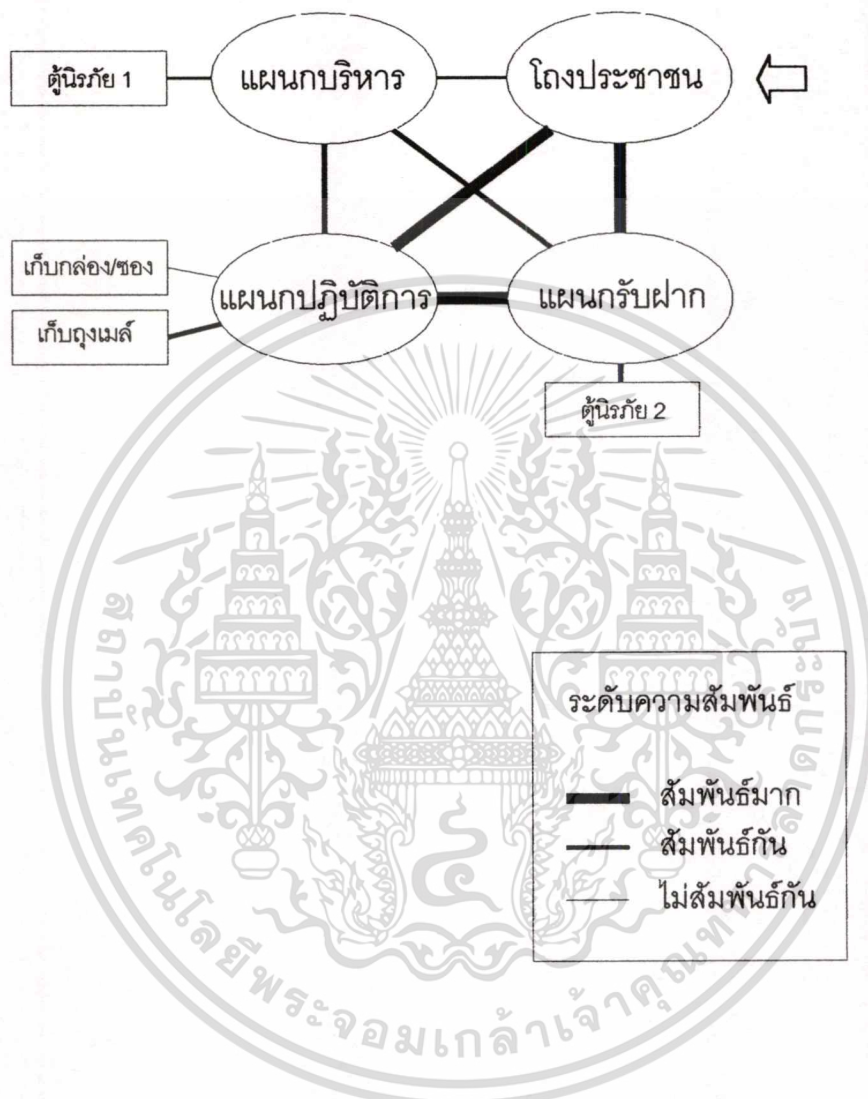 ตู้นิรภัย 1
แผนกบริหาร
โถงประชาชน
เก็บกล่อง/ซอง
เก็บถุงเมล์
แผนกปฏิบัติการ
แผนกรับฝาก
ตู้นิรภัย 2
ระดับความสัมพันธ์
สัมพันธ์มาก
สัมพันธ์กัน
ไม่สัมพันธ์กัน
สถาบันเทคโนโลยีพระจอมเกล้าเจ้าคุณทหารลาดกระบัง